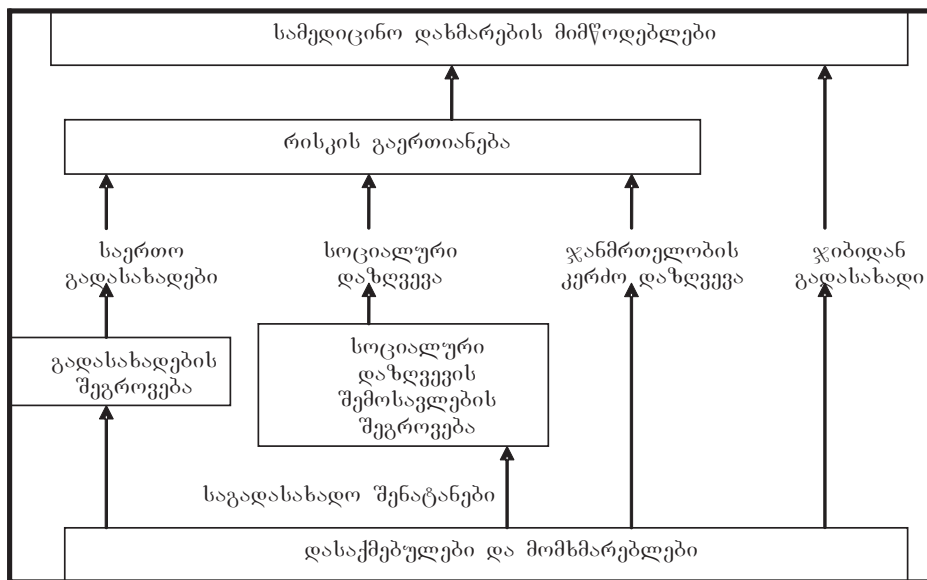 სამედიცინო დახმარების მიმწოდებლები
რისკის გაერთიანება
საერთო
გადასახადები
სოციალური
დაზღვევა
ჯანმრთელობის
კერძო დაზღვევა
ჯიბიდან
გადასახადი
გადასახადების
შეგროვება
სოციალური
დაზღვევის
შემოსავლების
შეგროვება
საგადასახადო შენატანები
დასაქმებულები და მომხმარებლები